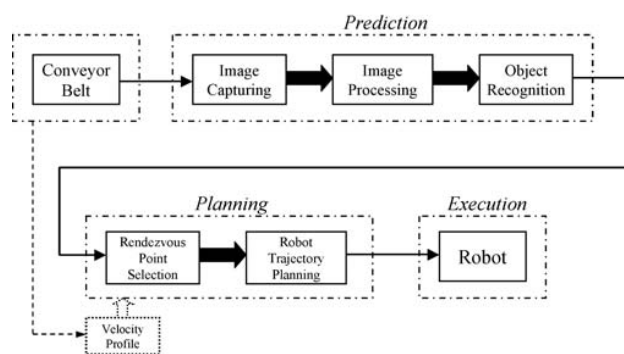 Prediction
Conveyor
Belt
Image
Capturing
Image
Processing
Object
Recognition
Planning
Rendezvous
Point
Selection
Robot
Trajectory
Planning
Execution
Robot
Velocity
Profile